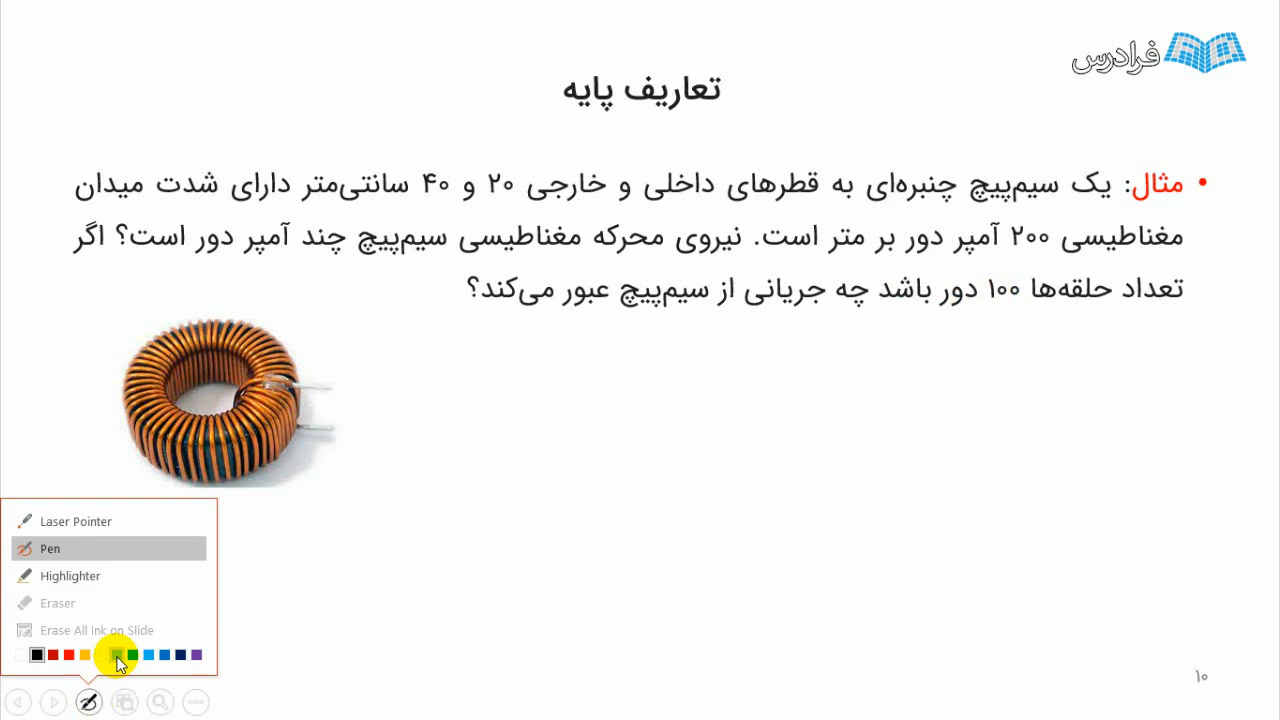 فرادرس
تعاریف پایه
• مثال: یک سیم‌پیچ چنبره‌ای به قطرهای داخلی و خارجی ۲۰ و ۴۰ سانتی‌متر دارای شدت میدان
مغناطیسی ۲۰۰ آمپر دور بر متر است. نیروی محرکه مغناطیسی سیم‌پیچ چند آمپر دور است؟ اگر
تعداد حلقه‌ها ۱۰۰ دور باشد چه جریانی از سیم‌پیچ عبور می‌کند؟
Laser Pointer
Pen
Highlighter
Eraser
Erase All Ink on Slide
۱۰